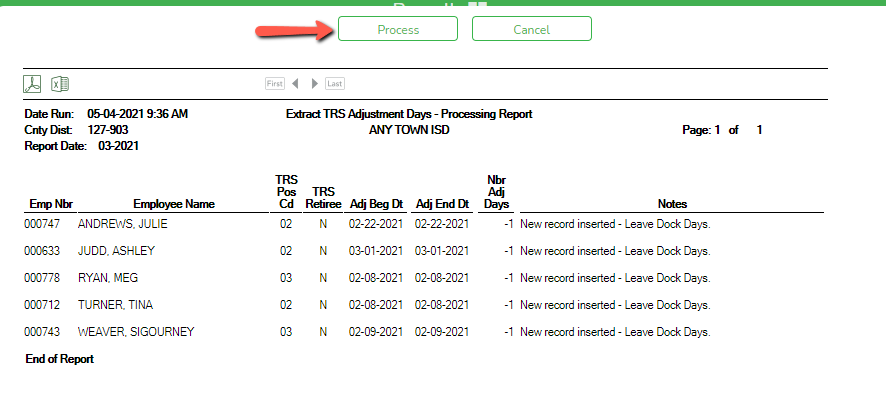 Process Cancel
First Last
Date Run: 05-04-2021 9:36 AM Extract TRS Adjustment Days - Processing Report
Cnty Dist: 127-903 ANY TOWN ISD Page: 1 of 1
Report Date: 03-2021
TRS Nbr
Pos TRS Adj
Emp Nbr Employee Name Cd Retiree Adj Beg Dt Adj End Dt Days Notes
000747 ANDREWS, JULIE 02 N 02-22-2021 02-22-2021 -1 New record inserted - Leave Dock Days.
000633 JUDD, ASHLEY 02 N 03-01-2021 03-01-2021 -1 New record inserted - Leave Dock Days.
000778 RYAN, MEG 03 N 02-08-2021 02-08-2021 -1 New record inserted - Leave Dock Days.
000712 TURNER, TINA 02 N 02-08-2021 02-08-2021 -1 New record inserted - Leave Dock Days.
000743 WEAVER, SIGOURNEY 03 N 02-09-2021 02-09-2021 -1 New record inserted - Leave Dock Days.
End of Report